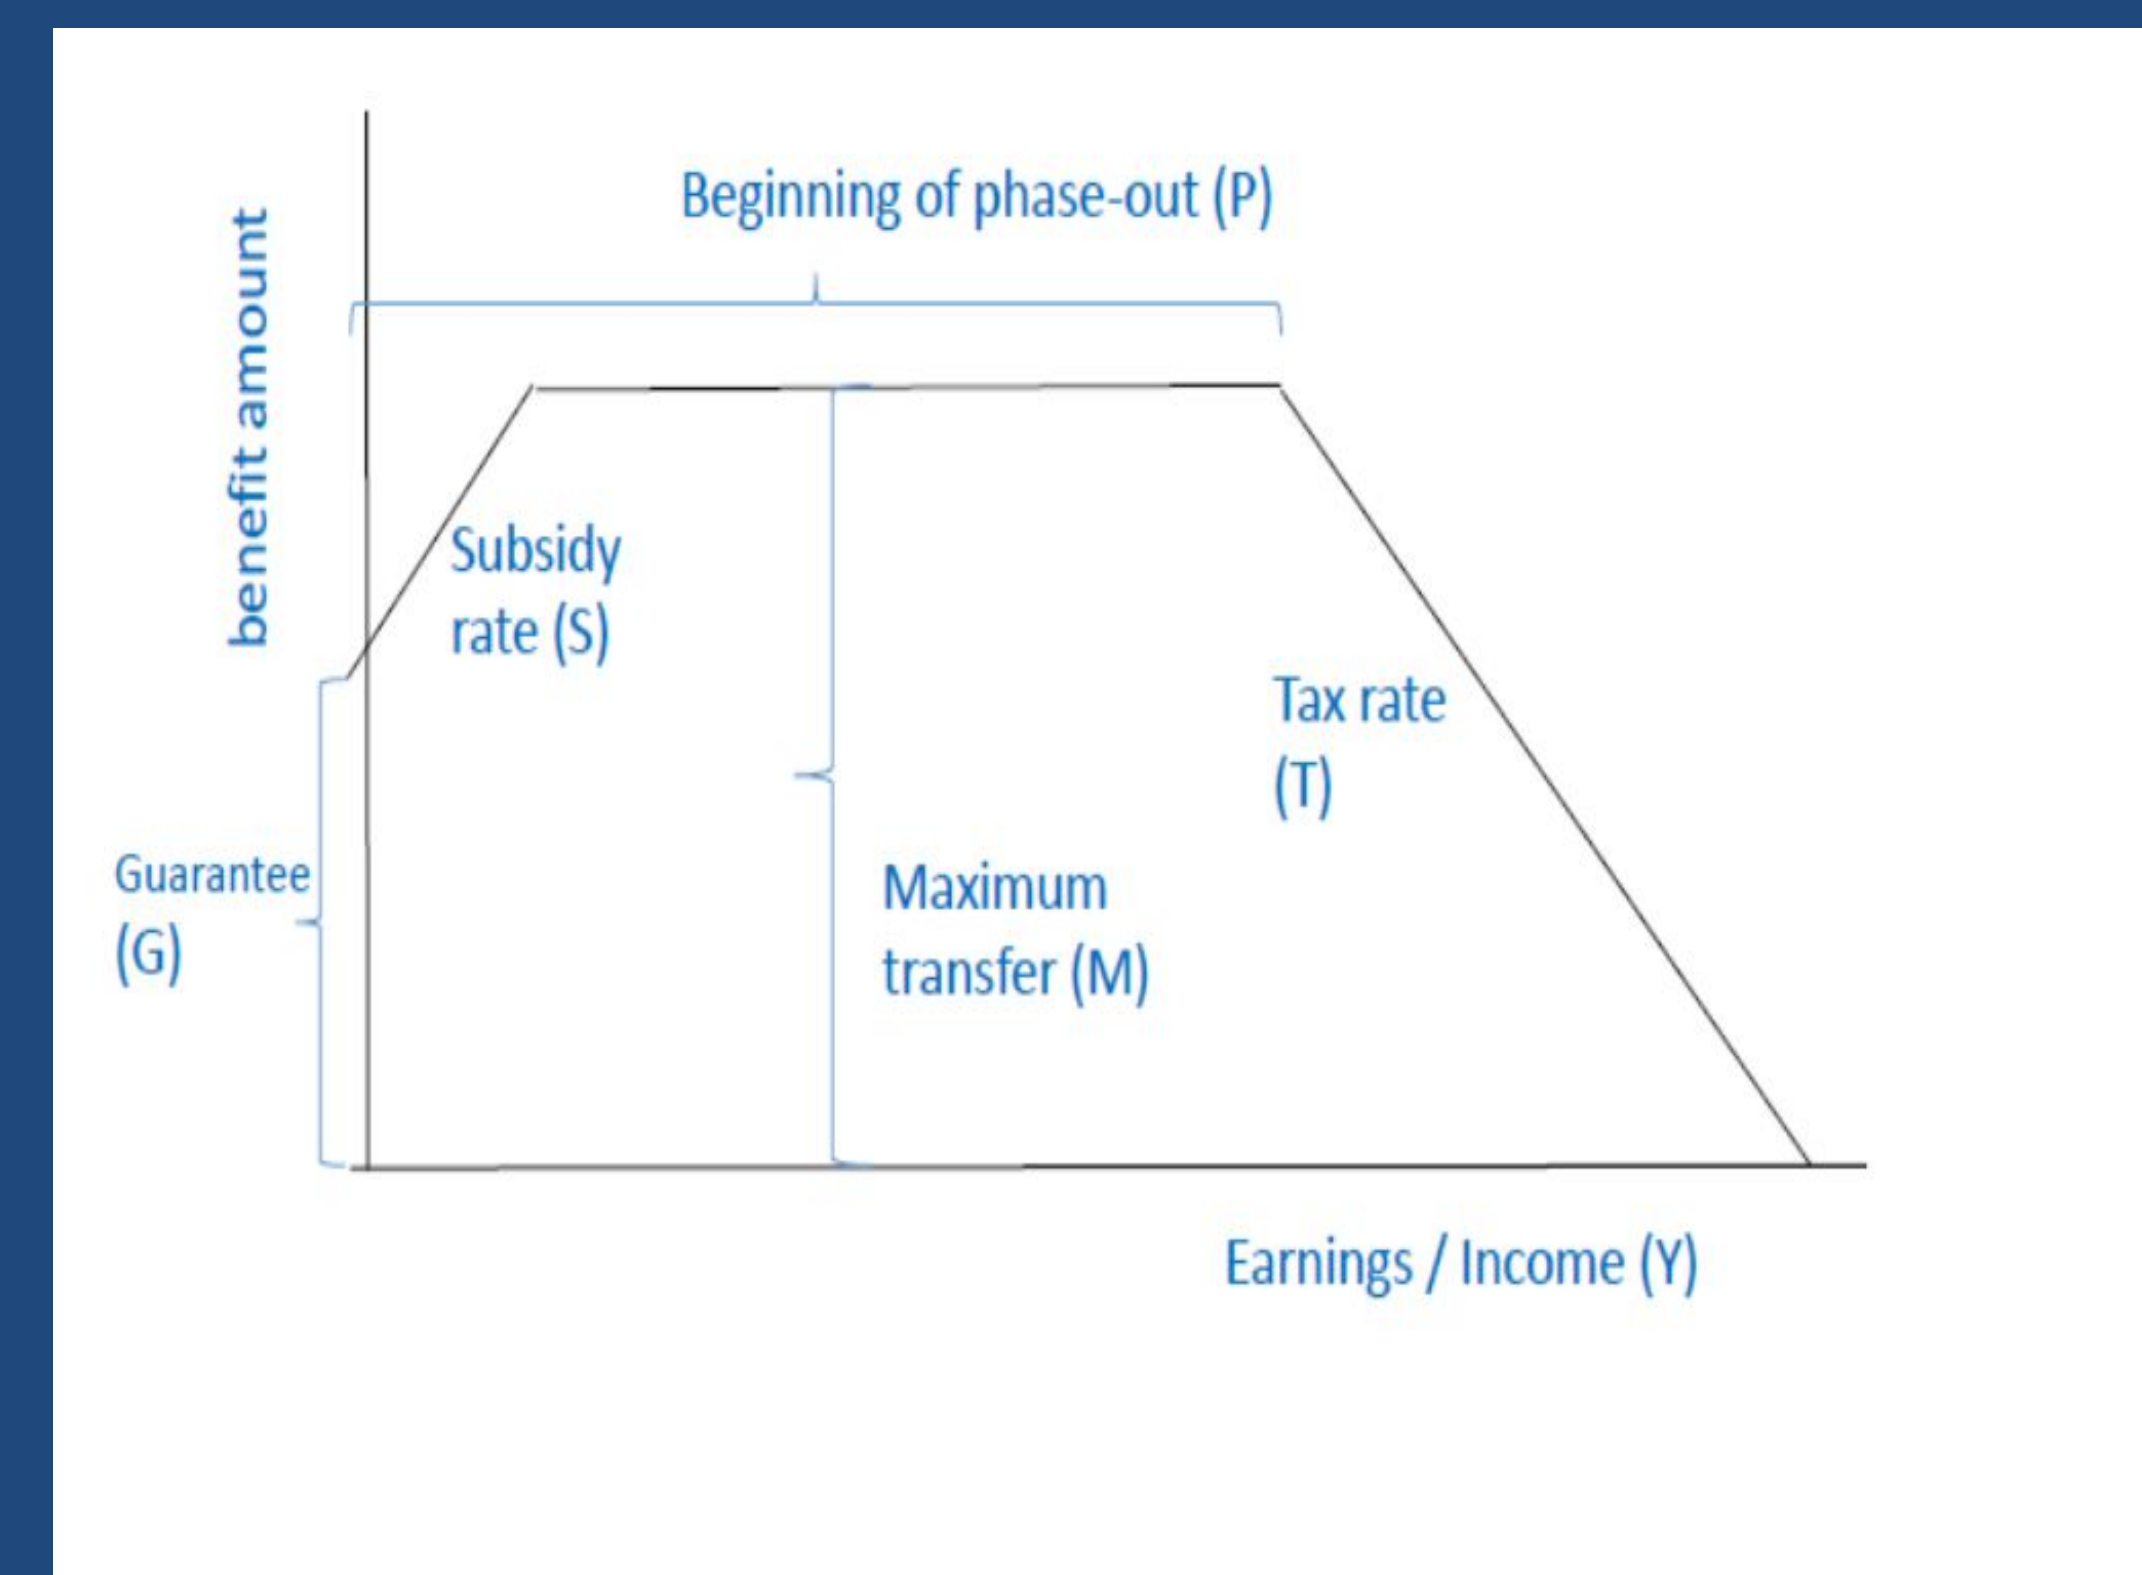 Beginning of phase-out (P)
benefit amount
Subsidy
rate (S)
Tax rate
(T)
Guarantee
(G)
Maximum
transfer (M)
Earnings / Income (Y)